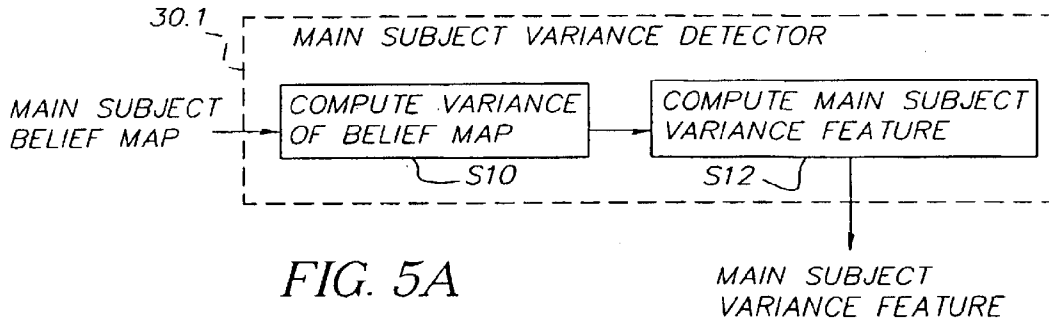 30.1
MAIN SUBJECT VARIANCE DETECTOR
MAIN SUBJECT
BELIEF MAP
COMPUTE VARIANCE
OF BELIEF MAP
COMPUTE MAIN SUBJECT
VARIANCE FEATURE
S10
S12
FIG. 5A
MAIN SUBJECT
VARIANCE FEATURE